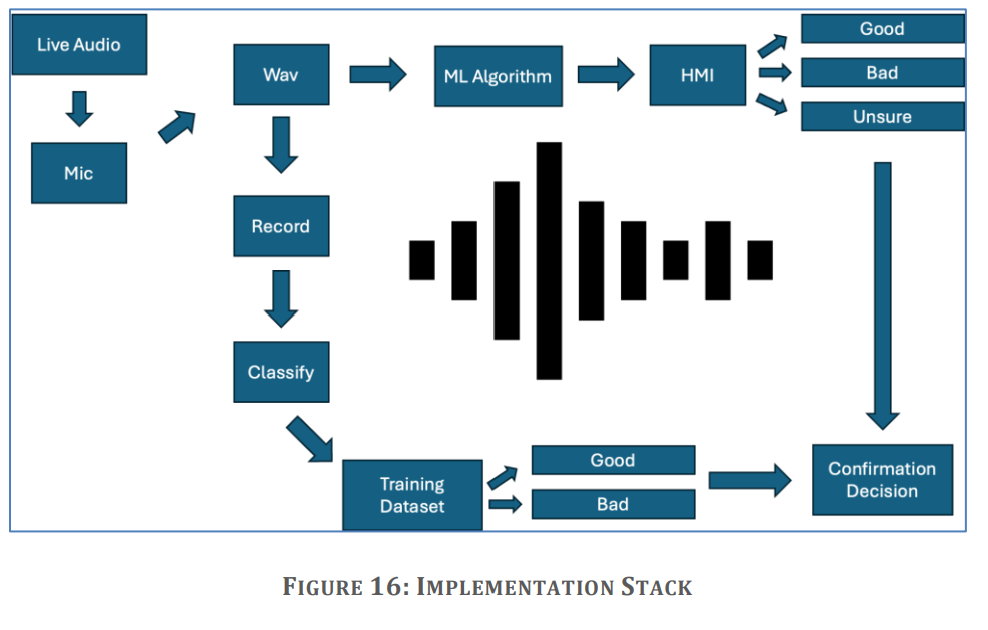 Live Audio
Mic
Wav
ML Algorithm
HMI
Good
Bad
Unsure
Record
Classify
Training
Dataset
Good
Bad
Confirmation
Decision
FIGURE 16: IMPLEMENTATION STACK